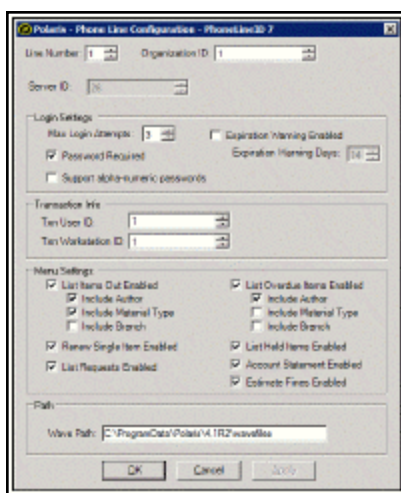 Polaris - Phone Line Configuration - PhoneLineID 7
Line Number: 1 Organization ID: 1
Server ID: 26
Login Settings
Max Login Attempts: 3 Expiration Warning Enabled
Password Required Expiration Warning Days: 14
Support alpha-numeric passwords
Transaction Info
Txn User ID: 1
Txn Workstation ID: 1
Menu Settings
List Items Out Enabled List Overdue Items Enabled
Include Author Include Author
Include Material Type Include Material Type
Include Branch Include Branch
Renew Single Item Enabled List Held Items Enabled
List Requests Enabled Account Statement Enabled
Estimate Fines Enabled
Path
Wave Path: C:\ProgramData\Polaris\4.1R2\wavefiles
OK Cancel Apply